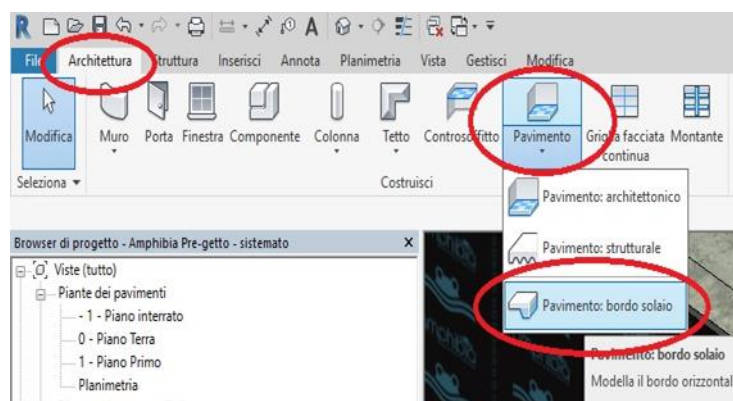 File Architettura Struttura Inserisci Annota Planimetria Vista Gestisci Modifica
Modifica Muro Porta Finestra Componente Colonna Tetto Controsoffitto Pavimento Griglia facciata continua Montante
Seleziona Costruisci
Pavimento: architettonico
Pavimento: strutturale
Pavimento: bordo solaio
Browser di progetto - Amphibia Pre-getto - sistemato
Viste (tutto)
Piante dei pavimenti
- 1 - Piano interrato
0 - Piano Terra
1 - Piano Primo
Planimetria
Pavimento: bordo solaio
Modella il bordo orizzontal